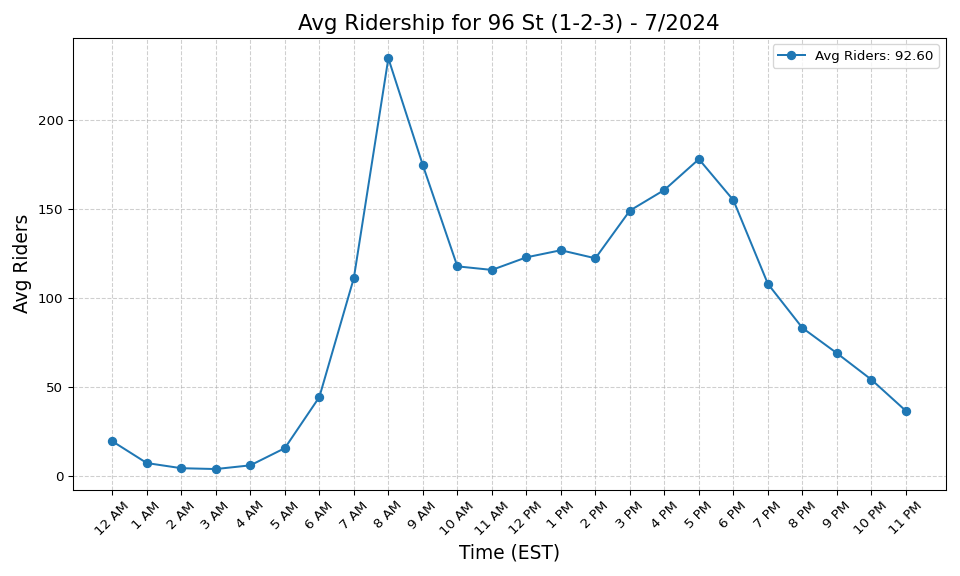 Avg Ridership for 96 St (1-2-3) - 7/2024
Avg Riders: 92.60
Avg Riders
200
150
100
50
0
12 AM
1 AM
2 AM
3 AM
4 AM
5 AM
6 AM
7 AM
8 AM
9 AM
10 AM
11 AM
12 PM
1 PM
2 PM
3 PM
4 PM
5 PM
6 PM
7 PM
8 PM
9 PM
10 PM
11 PM
Time (EST)